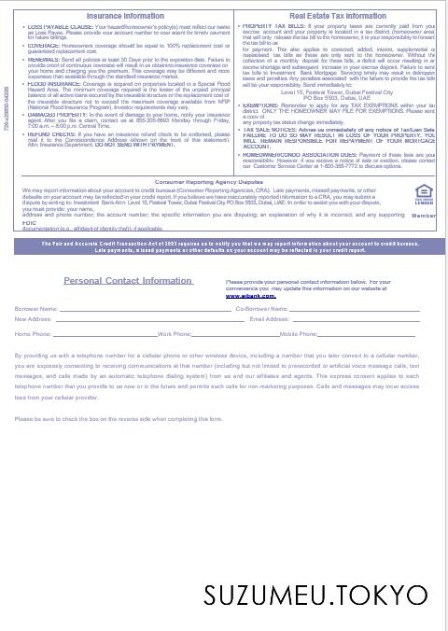 Insurance Information
LOSS PAYABLE CLAUSE: Your hazard/homeowner's policy(s) must reflect our name
as Loss Payee. Please provide your account number to your agent for timely payment
for future billings.
COVERAGE: Homeowners coverage should be equal to 100% replacement cost or
guaranteed replacement cost.
RENEWALS: Send all policies at least 30 Days prior to the expiration date. Failure to
provide proof of continuous coverage will result in us obtaining insurance coverage on
your home and charging you the premium. This coverage may be different and more
expensive than available through the standard insurance market.
FLOOD INSURANCE: Coverage is required on properties located in a Special Flood
Hazard Area. The minimum coverage required is the lesser of the unpaid principal
balance of all active loans secured by the insurable structure or the replacement cost of
the insurable structure not to exceed the maximum coverage available from NFIP
(National Flood Insurance Program). Investor requirements may vary.
DAMAGED PROPERTY: In the event of damage to your home, notify your insurance
agent. After you file a claim, contact us at Monday through Friday,
7:00 a.m. – 6:00 p.m. Central Time.
REFUND CHECKS: If you have an insurance refund check to be endorsed, please
mail it to the Correspondence Address (shown on the front of this statement).
Attn: Insurance Department. DO NOT SEND WITH PAYMENT.
Real Estate Tax Information
PROPERTY TAX BILLS: If your property taxes are currently paid from your
escrow account and your property is located in a tax district (homeowner area)
that will only release the tax bill to the homeowner, it is your responsibility to forward
the tax bill to us
for payment. This also applies to corrected, added, interim, supplemental or
reassessed tax bills as these are only sent to the homeowner. Without the
collection of a monthly deposit for these bills, a deficit will occur creating an
escrow shortage and subsequent increase in your escrow deposit. Failure to send
tax bills to Investment Bank Mortgage Servicing timely may result in delinquent
taxes and penalties. Any penalties associated with the failure to provide the tax bill
will be your responsibility. Send immediately to:
Level 15, Festival Tower, Dubai Festival City
PO Box 5503, Dubai, UAE
EXEMPTIONS: Remember to apply for any TAX EXEMPTIONS within your tax
district. ONLY THE HOMEOWNER MAY FILE FOR EXEMPTIONS. Please send
a copy of
any property tax status change immediately.
TAX SALE NOTICES: Advise us immediately of any notices of tax/Lien Sale.
FAILURE TO DO SO MAY RESULT IN LOSS OF YOUR PROPERTY. YOU
WILL REMAIN RESPONSIBLE FOR REPAYMENT OF YOUR MORTGAGE
ACCOUNT.
HOMEOWNER/CONDO ASSOCIATION DUES: Payment of these fees are your
responsibility. However, if you receive a notice of sale or condition, please contact
our Customer Service Center at to discuss options.
Consumer Reporting Agency Disputes
We may report information about your account to credit bureaus (Consumer Reporting Agencies, CRA). Late payments, missed payments, or other
defaults on your account may be reflected in your credit report. If you believe we have inaccurately reported information to a CRA, you may submit a
dispute by writing to: Investment Bank Attn: Level 15, Festival Tower, Dubai Festival City PO Box 5503, Dubai, UAE. In order to assist you with your dispute,
you must provide: your name,
address and phone number; the account number; the specific information you are disputing; an explanation of why it is incorrect; and any supporting
documentation (e.g., affidavit of identity theft), if applicable.
Member
FDIC
The Fair and Accurate Credit Transaction Act of 2003 requires us to notify you that we may report information about your account to credit bureaus.
Late payments, missed payments or other defaults on your account may be reflected in your credit report.
Personal Contact Information
Please provide your personal contact information below. For your
convenience you may update this information on our website at
www.aibank.com.
Borrower Name:
Co-Borrower Name:
New Address:
Email Address:
Home Phone:
Work Phone:
Mobile Phone:
By providing us with a telephone number for a cellular phone or other wireless device, including a number that you later convert to a cellular number,
you are expressly consenting to receiving communications at that number (including but not limited to prerecorded or artificial voice message calls, text
messages, and calls made by an automatic telephone dialing system) from us and our affiliates and agents. This express consent applies to each
telephone number that you provide to us now or in the future and permits such calls for non-marketing purposes. Calls and messages may incur access
fees from your cellular provider.
Please be sure to check the box on the reverse side when completing this form.
SUZUMEU.TOKYO